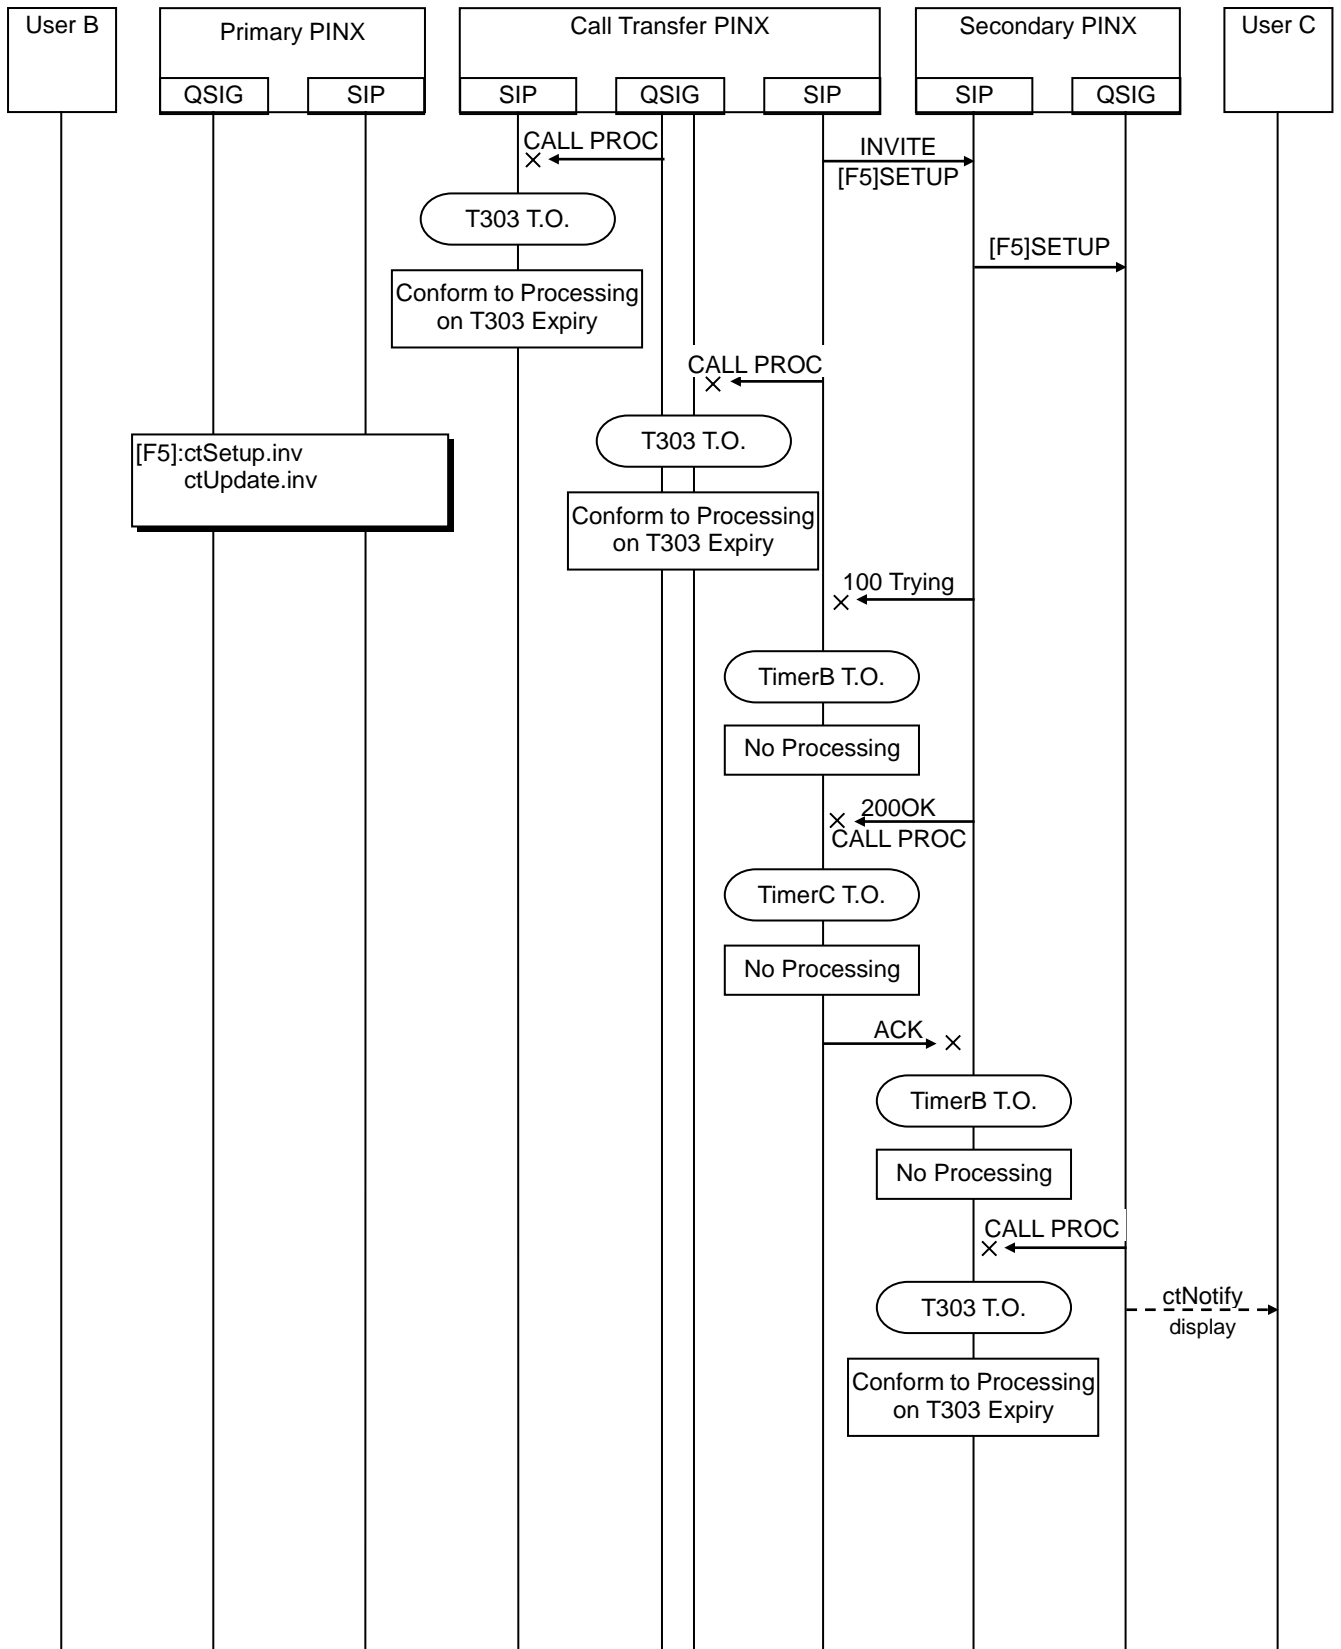 User B
Primary PINX
Call Transfer PINX
Secondary PINX
User C
QSIG
SIP
SIP
QSIG
SIP
SIP
QSIG
CALL PROC
INVITE
[F5]SETUP
T303 T.O.
[F5]SETUP
Conform to Processing
on T303 Expiry
CALL PROC
T303 T.O.
[F5]:ctSetup.inv
ctUpdate.inv
Conform to Processing
on T303 Expiry
100 Trying
TimerB T.O.
No Processing
200OK
CALL PROC
TimerC T.O.
No Processing
ACK
TimerB T.O.
No Processing
CALL PROC
T303 T.O.
ctNotify
display
Conform to Processing
on T303 Expiry